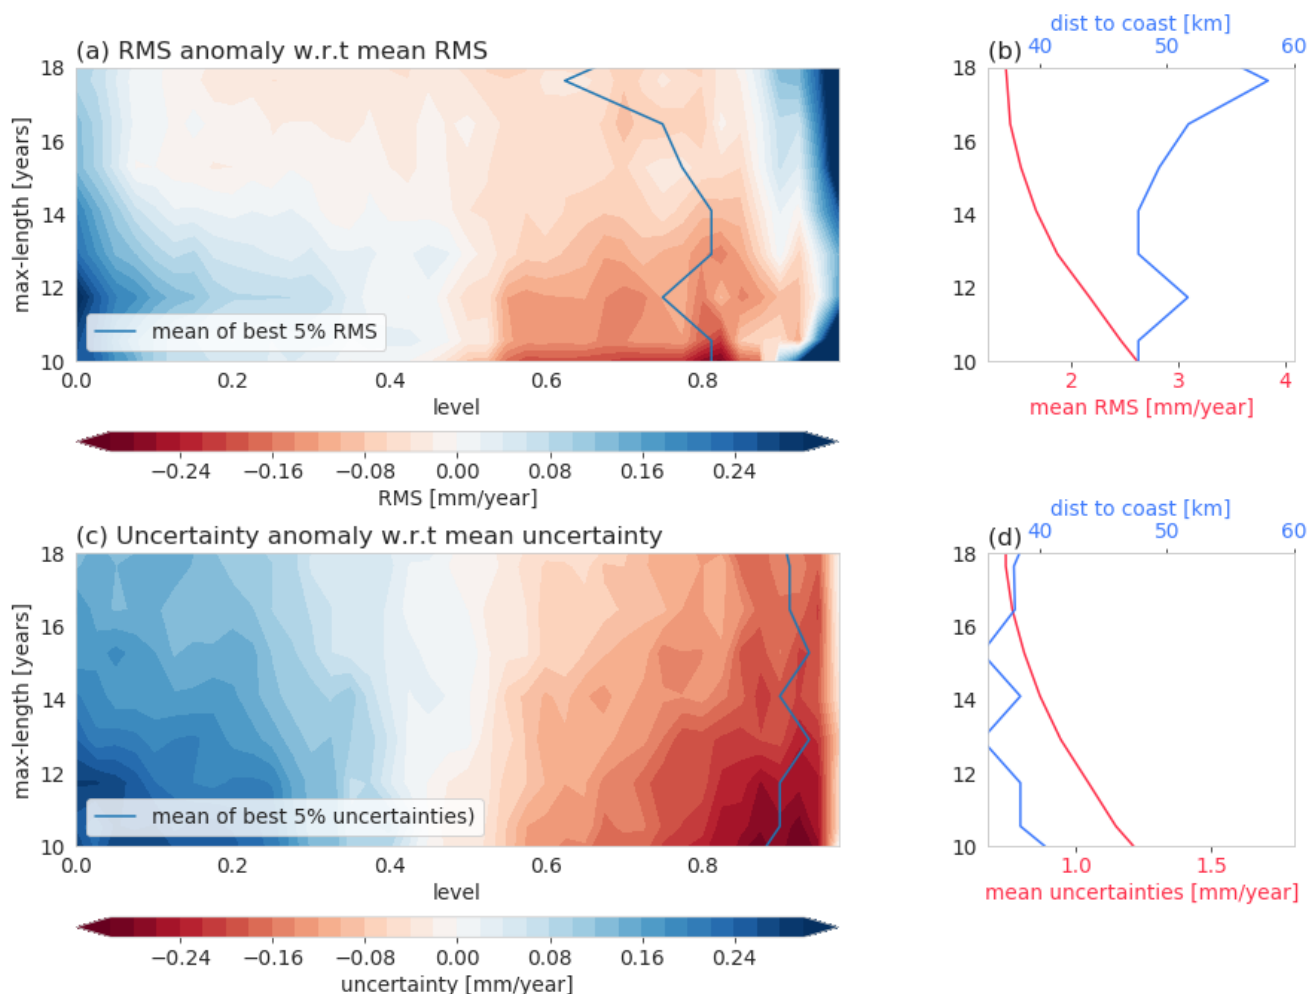 (a) RMS anomaly w.r.t mean RMS
max-length [years]
18
16
14
12
10
mean of best 5% RMS
0.0 0.2 0.4 0.6 0.8
level
−0.24 −0.16 −0.08 0.00 0.08 0.16 0.24
RMS [mm/year]
dist to coast [km]
(b) 40 50 60
18
16
14
12
10
2 3 4
mean RMS [mm/year]
(c) Uncertainty anomaly w.r.t mean uncertainty
max-length [years]
18
16
14
12
10
mean of best 5% uncertainties)
0.0 0.2 0.4 0.6 0.8
level
−0.24 −0.16 −0.08 0.00 0.08 0.16 0.24
uncertainty [mm/year]
dist to coast [km]
(d) 40 50 60
18
16
14
12
10
1.0 1.5
mean uncertainties [mm/year]